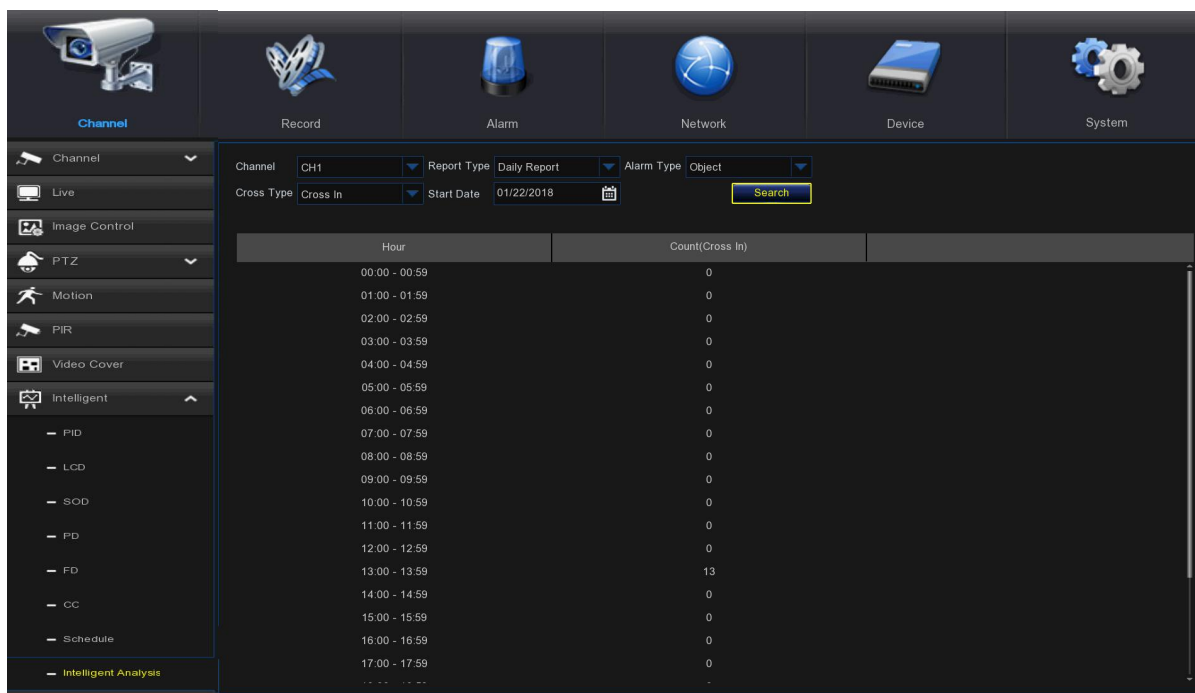 Channel Record Alarm Network Device System
Channel
Live
Image Control
PTZ
Motion
PIR
Video Cover
Intelligent
PID
LCD
SOD
PD
FD
CC
Schedule
Intelligent Analysis
Channel CH1 Report Type Daily Report Alarm Type Object
Cross Type Cross In Start Date 01/22/2018 Search
Hour Count(Cross In)
00:00 - 00:59 0
01:00 - 01:59 0
02:00 - 02:59 0
03:00 - 03:59 0
04:00 - 04:59 0
05:00 - 05:59 0
06:00 - 06:59 0
07:00 - 07:59 0
08:00 - 08:59 0
09:00 - 09:59 0
10:00 - 10:59 0
11:00 - 11:59 0
12:00 - 12:59 0
13:00 - 13:59 13
14:00 - 14:59 0
15:00 - 15:59 0
16:00 - 16:59 0
17:00 - 17:59 0